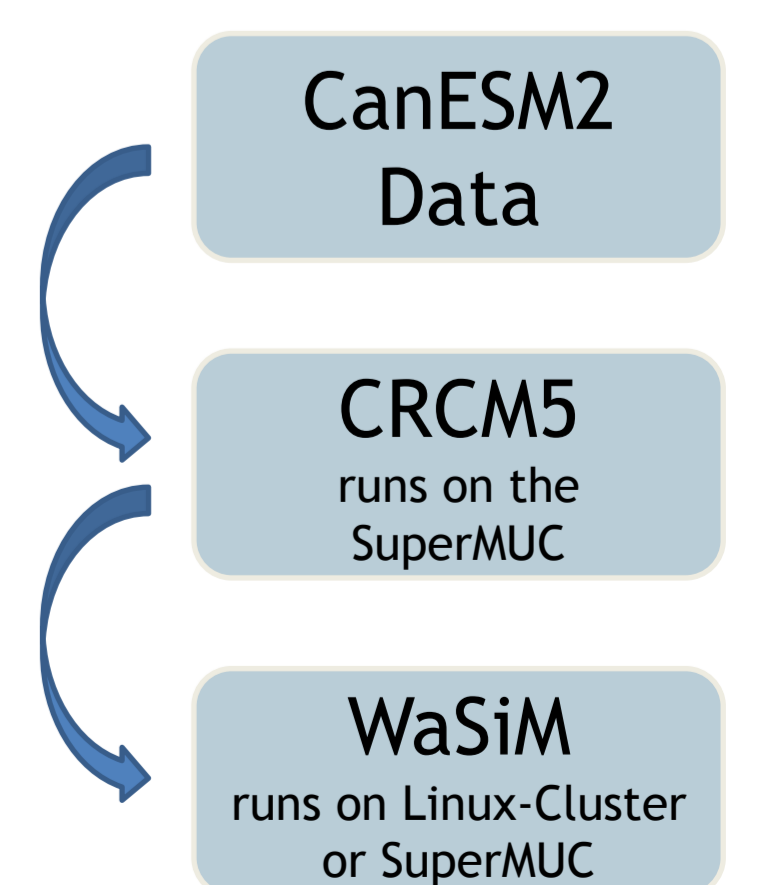 CanESM2
Data
CRCM5
runs on the
SuperMUC
WaSiM
runs on Linux-Cluster
or SuperMUC